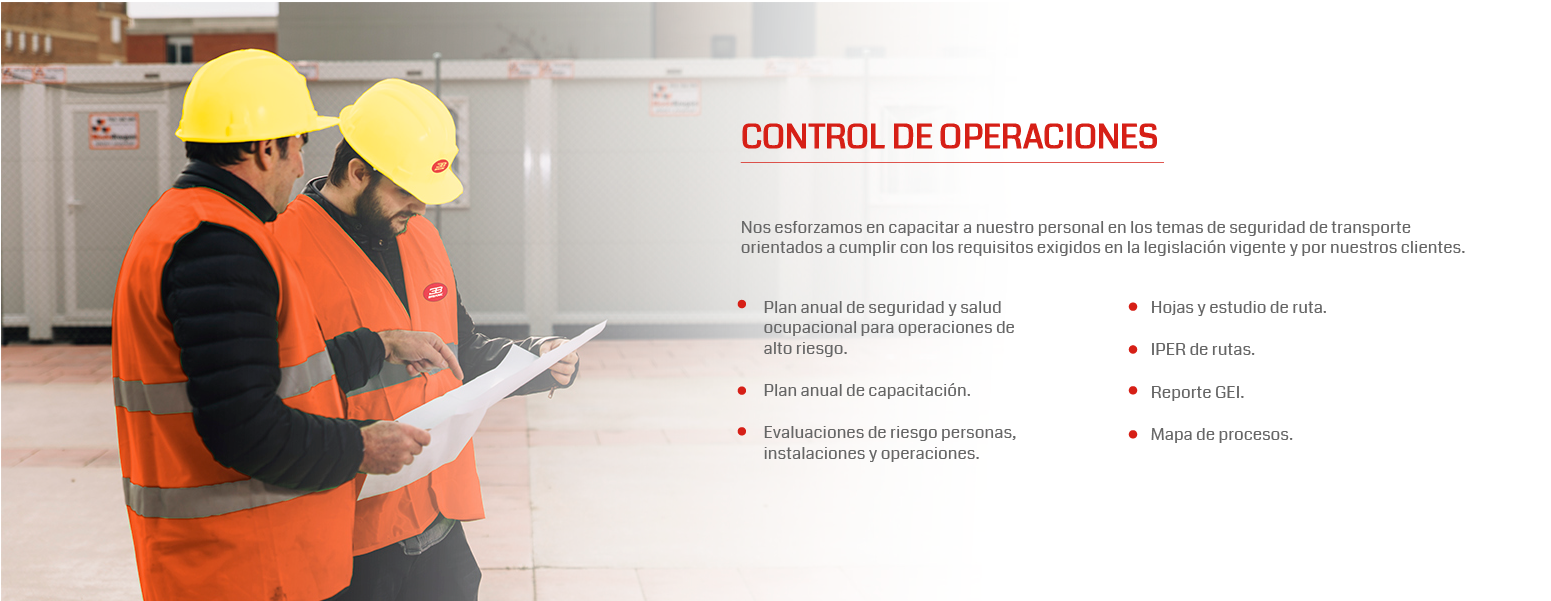 CONTROL DE OPERACIONES
Nos esforzamos en capacitar a nuestro personal en los temas de seguridad de transporte
orientados a cumplir con los requisitos exigidos en la legislación vigente y por nuestros clientes.
Plan anual de seguridad y salud
ocupacional para operaciones de
alto riesgo.
Plan anual de capacitación.
Evaluaciones de riesgo personas,
instalaciones y operaciones.
Hojas y estudio de ruta.
IPER de rutas.
Reporte GEI.
Mapa de procesos.